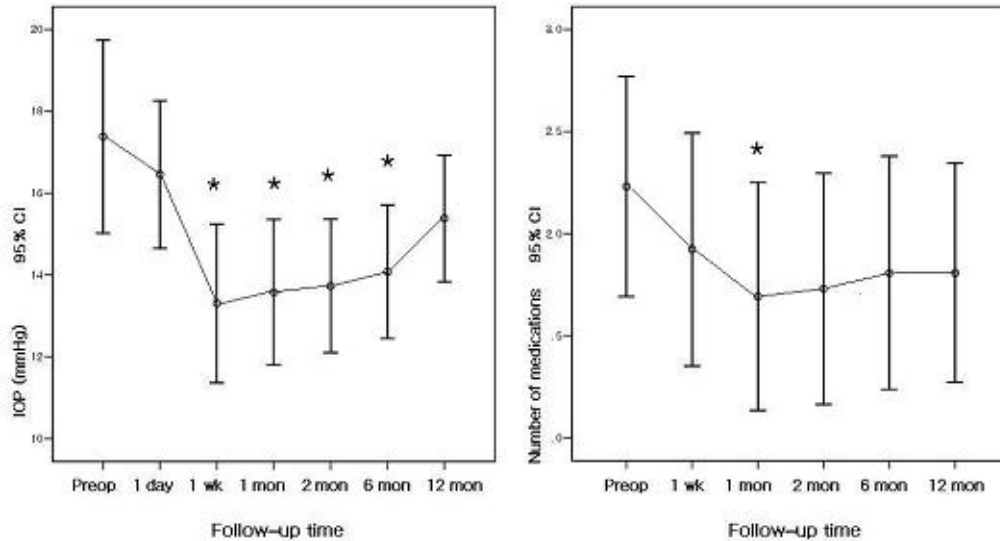 20
18
16
14
12
10
IOP (mmHg) 95% CI
* * * *
Preop 1 day 1 wk 1 mon 2 mon 6 mon 12 mon
Follow-up time
3.0
2.5
2.0
.5
.0
Number of medications 95% CI
*
Preop 1 wk 1 mon 2 mon 6 mon 12 mon
Follow-up time